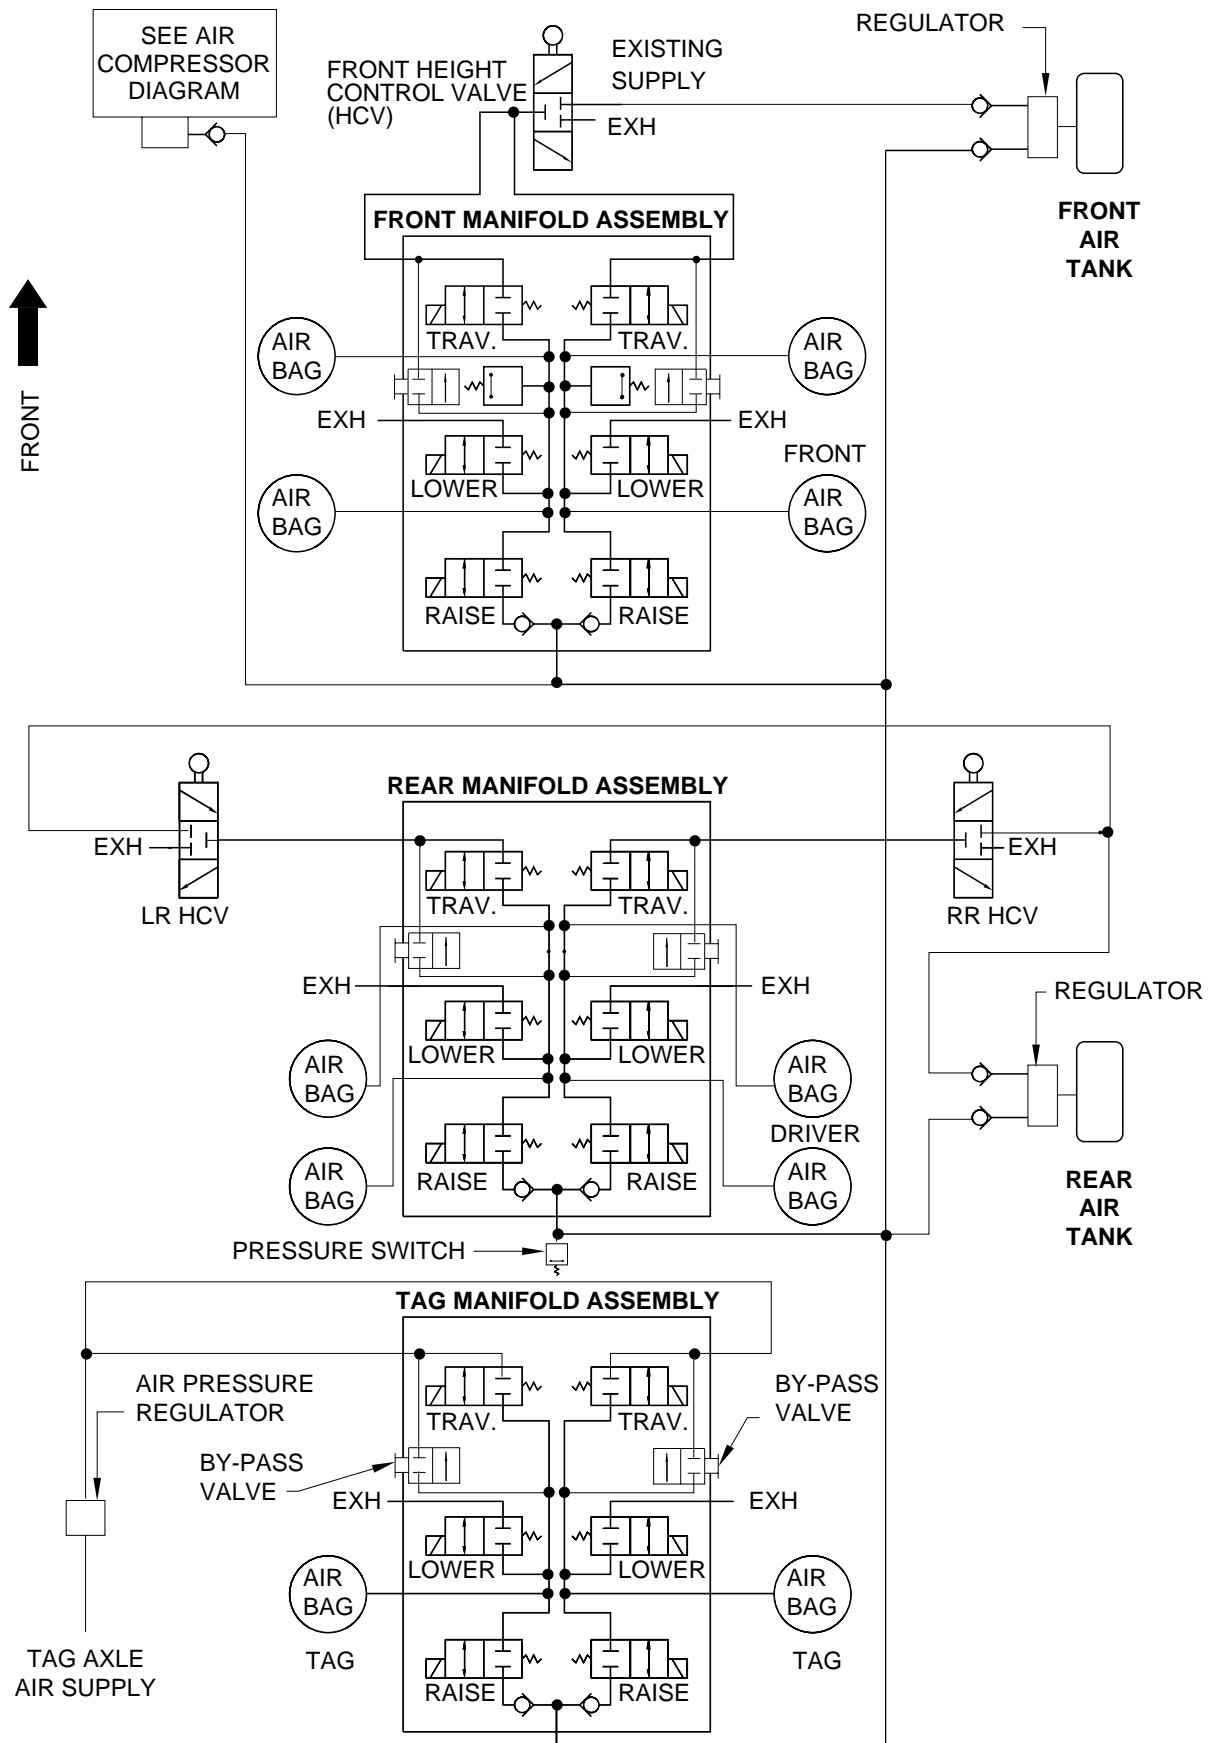 SEE AIR
COMPRESSOR
DIAGRAM
FRONT HEIGHT
CONTROL VALVE
(HCV)
EXISTING
SUPPLY
EXH
REGULATOR
FRONT
AIR
TANK
FRONT
FRONT MANIFOLD ASSEMBLY
TRAV.
TRAV.
AIR
BAG
AIR
BAG
EXH
EXH
LOWER
LOWER
FRONT
AIR
BAG
AIR
BAG
RAISE
RAISE
REAR MANIFOLD ASSEMBLY
EXH
LR HCV
EXH
RR HCV
TRAV.
TRAV.
EXH
EXH
REGULATOR
LOWER
LOWER
AIR
BAG
AIR
BAG
DRIVER
AIR
BAG
AIR
BAG
RAISE
RAISE
REAR
AIR
TANK
PRESSURE SWITCH
TAG MANIFOLD ASSEMBLY
AIR PRESSURE
REGULATOR
TRAV.
TRAV.
BY-PASS
VALVE
BY-PASS
VALVE
EXH
EXH
LOWER
LOWER
AIR
BAG
AIR
BAG
TAG
TAG
RAISE
RAISE
TAG AXLE
AIR SUPPLY